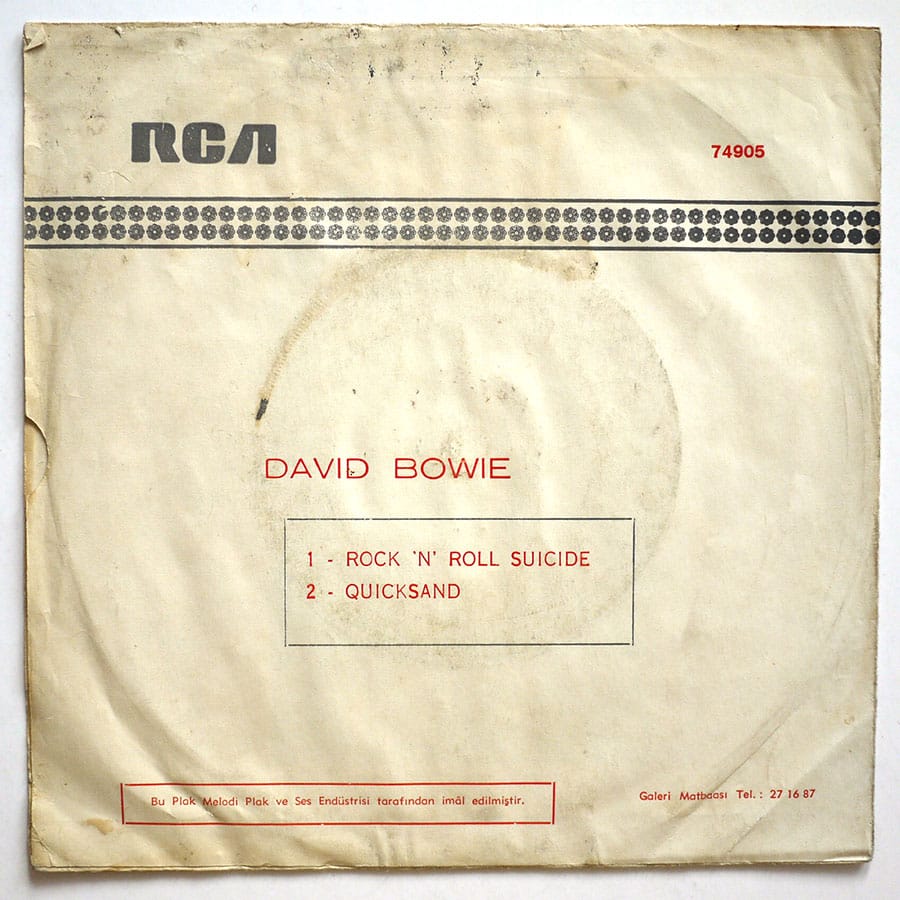 RCA
74905
DAVID BOWIE
1 - ROCK 'N' ROLL SUICIDE
2 - QUICKSAND
Bu Plak Melodi Plak ve Ses Endüstrisi tarafından imâl edilmiştir.
Galeri Matbaası Tel.: 27 16 87